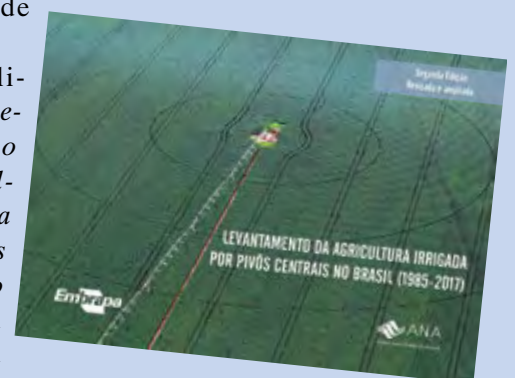 de
li-
e-
o
l-
a
s
o
Segunda Edição
Revisada e ampliada
LEVANTAMENTO DA AGRICULTURA IRRIGADA
POR PIVÔS CENTRAIS NO BRASIL (1985-2017)
Embrapa
ANA